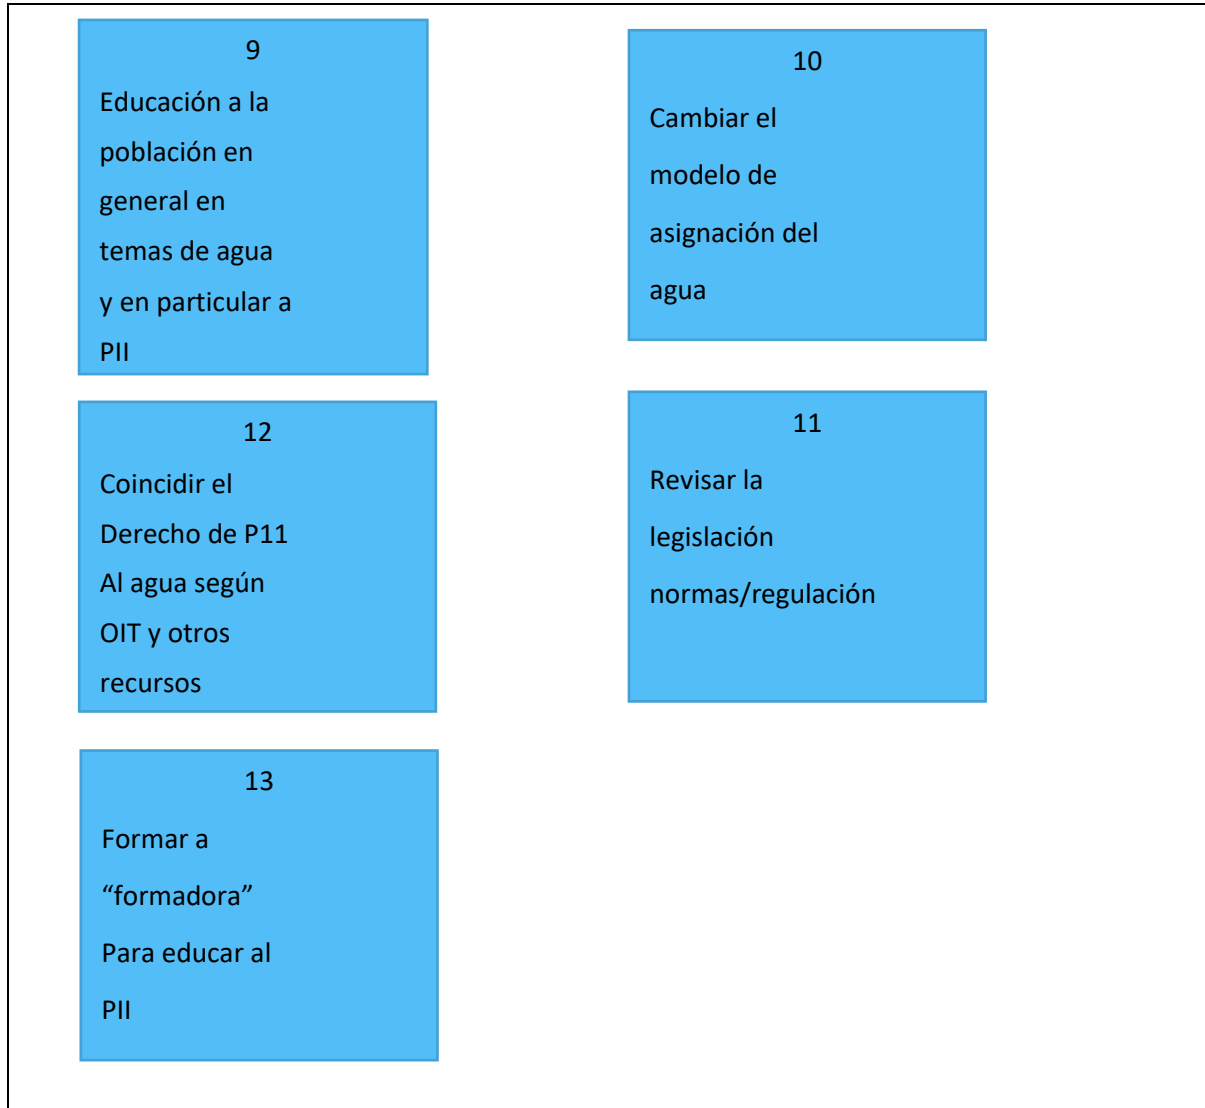 9
Educación a la
población en
general en
temas de agua
y en particular a
PII
10
Cambiar el
modelo de
asignación del
agua
12
Coincidir el
Derecho de P11
Al agua según
OIT y otros
recursos
11
Revisar la
legislación
normas/regulación
13
Formar a
“formadora”
Para educar al
PII